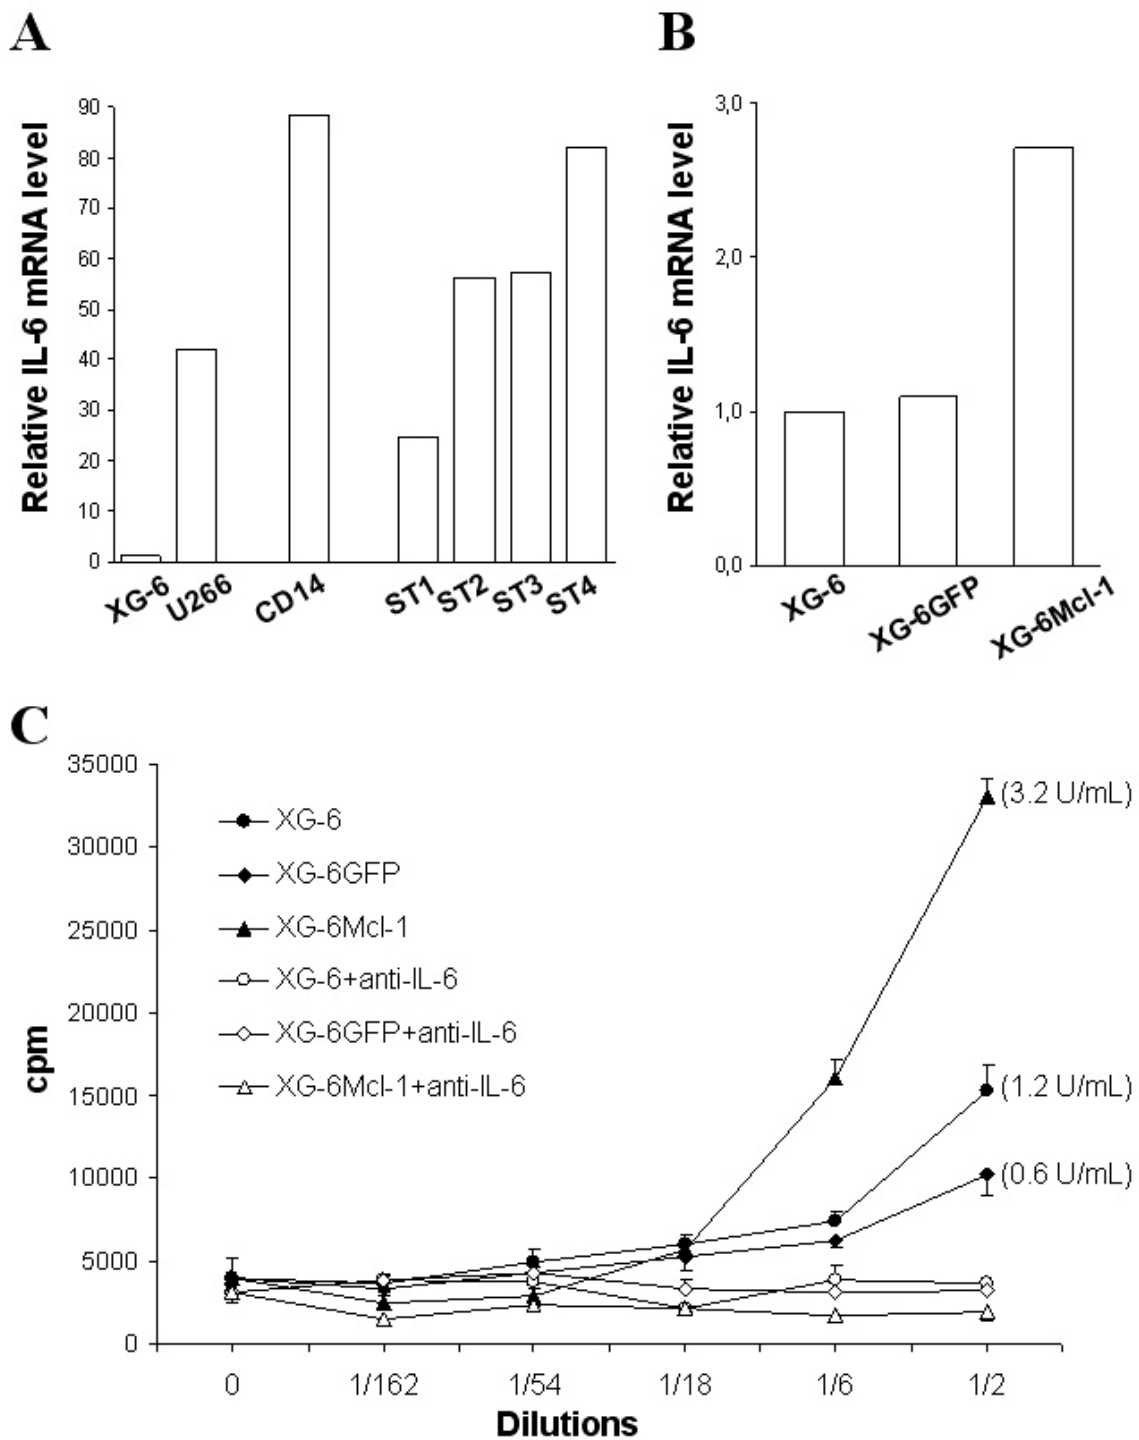 A
Relative IL-6 mRNA level
90
80
70
60
50
40
30
20
10
0
XG-6 U266 CD14 ST1 ST2 ST3 ST4
B
Relative IL-6 mRNA level
3,0
2,0
1,0
0,0
XG-6 XG-6GFP XG-6Mcl-1
C
cpm
35000
30000
25000
20000
15000
10000
5000
0
XG-6
XG-6GFP
XG-6Mcl-1
XG-6+anti-IL-6
XG-6GFP+anti-IL-6
XG-6Mcl-1+anti-IL-6
(3.2 U/mL)
(1.2 U/mL)
(0.6 U/mL)
0 1/162 1/54 1/18 1/6 1/2
Dilutions